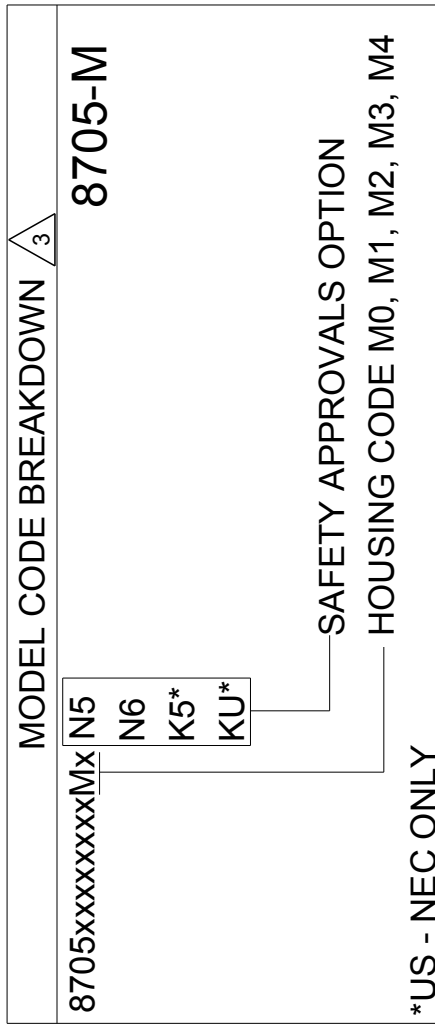 MODEL CODE BREAKDOWN 3
8705-M
8705xxxxxxxxxMx N5
N6
K5*
KU*
SAFETY APPROVALS OPTION
HOUSING CODE M0, M1, M2, M3, M4
*US - NEC ONLY